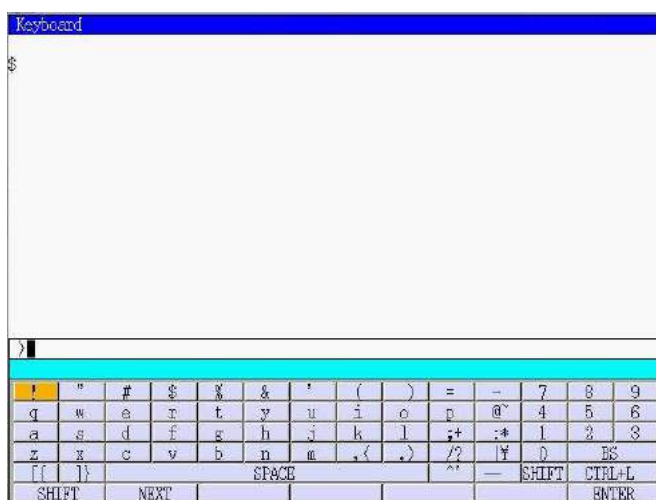 Keyboard
$
>
! " # $ % & ' ( ) = - 7 8 9
q w e r t y u i o p @~ 4 5 6
a s d f g h j k l ;+ :* 1 2 3
z x c v b n m ,< .> /? |¥ 0 BS
[{ ]} SPACE ^' — SHIFT CTRL+L
SHIFT NEXT ENTER